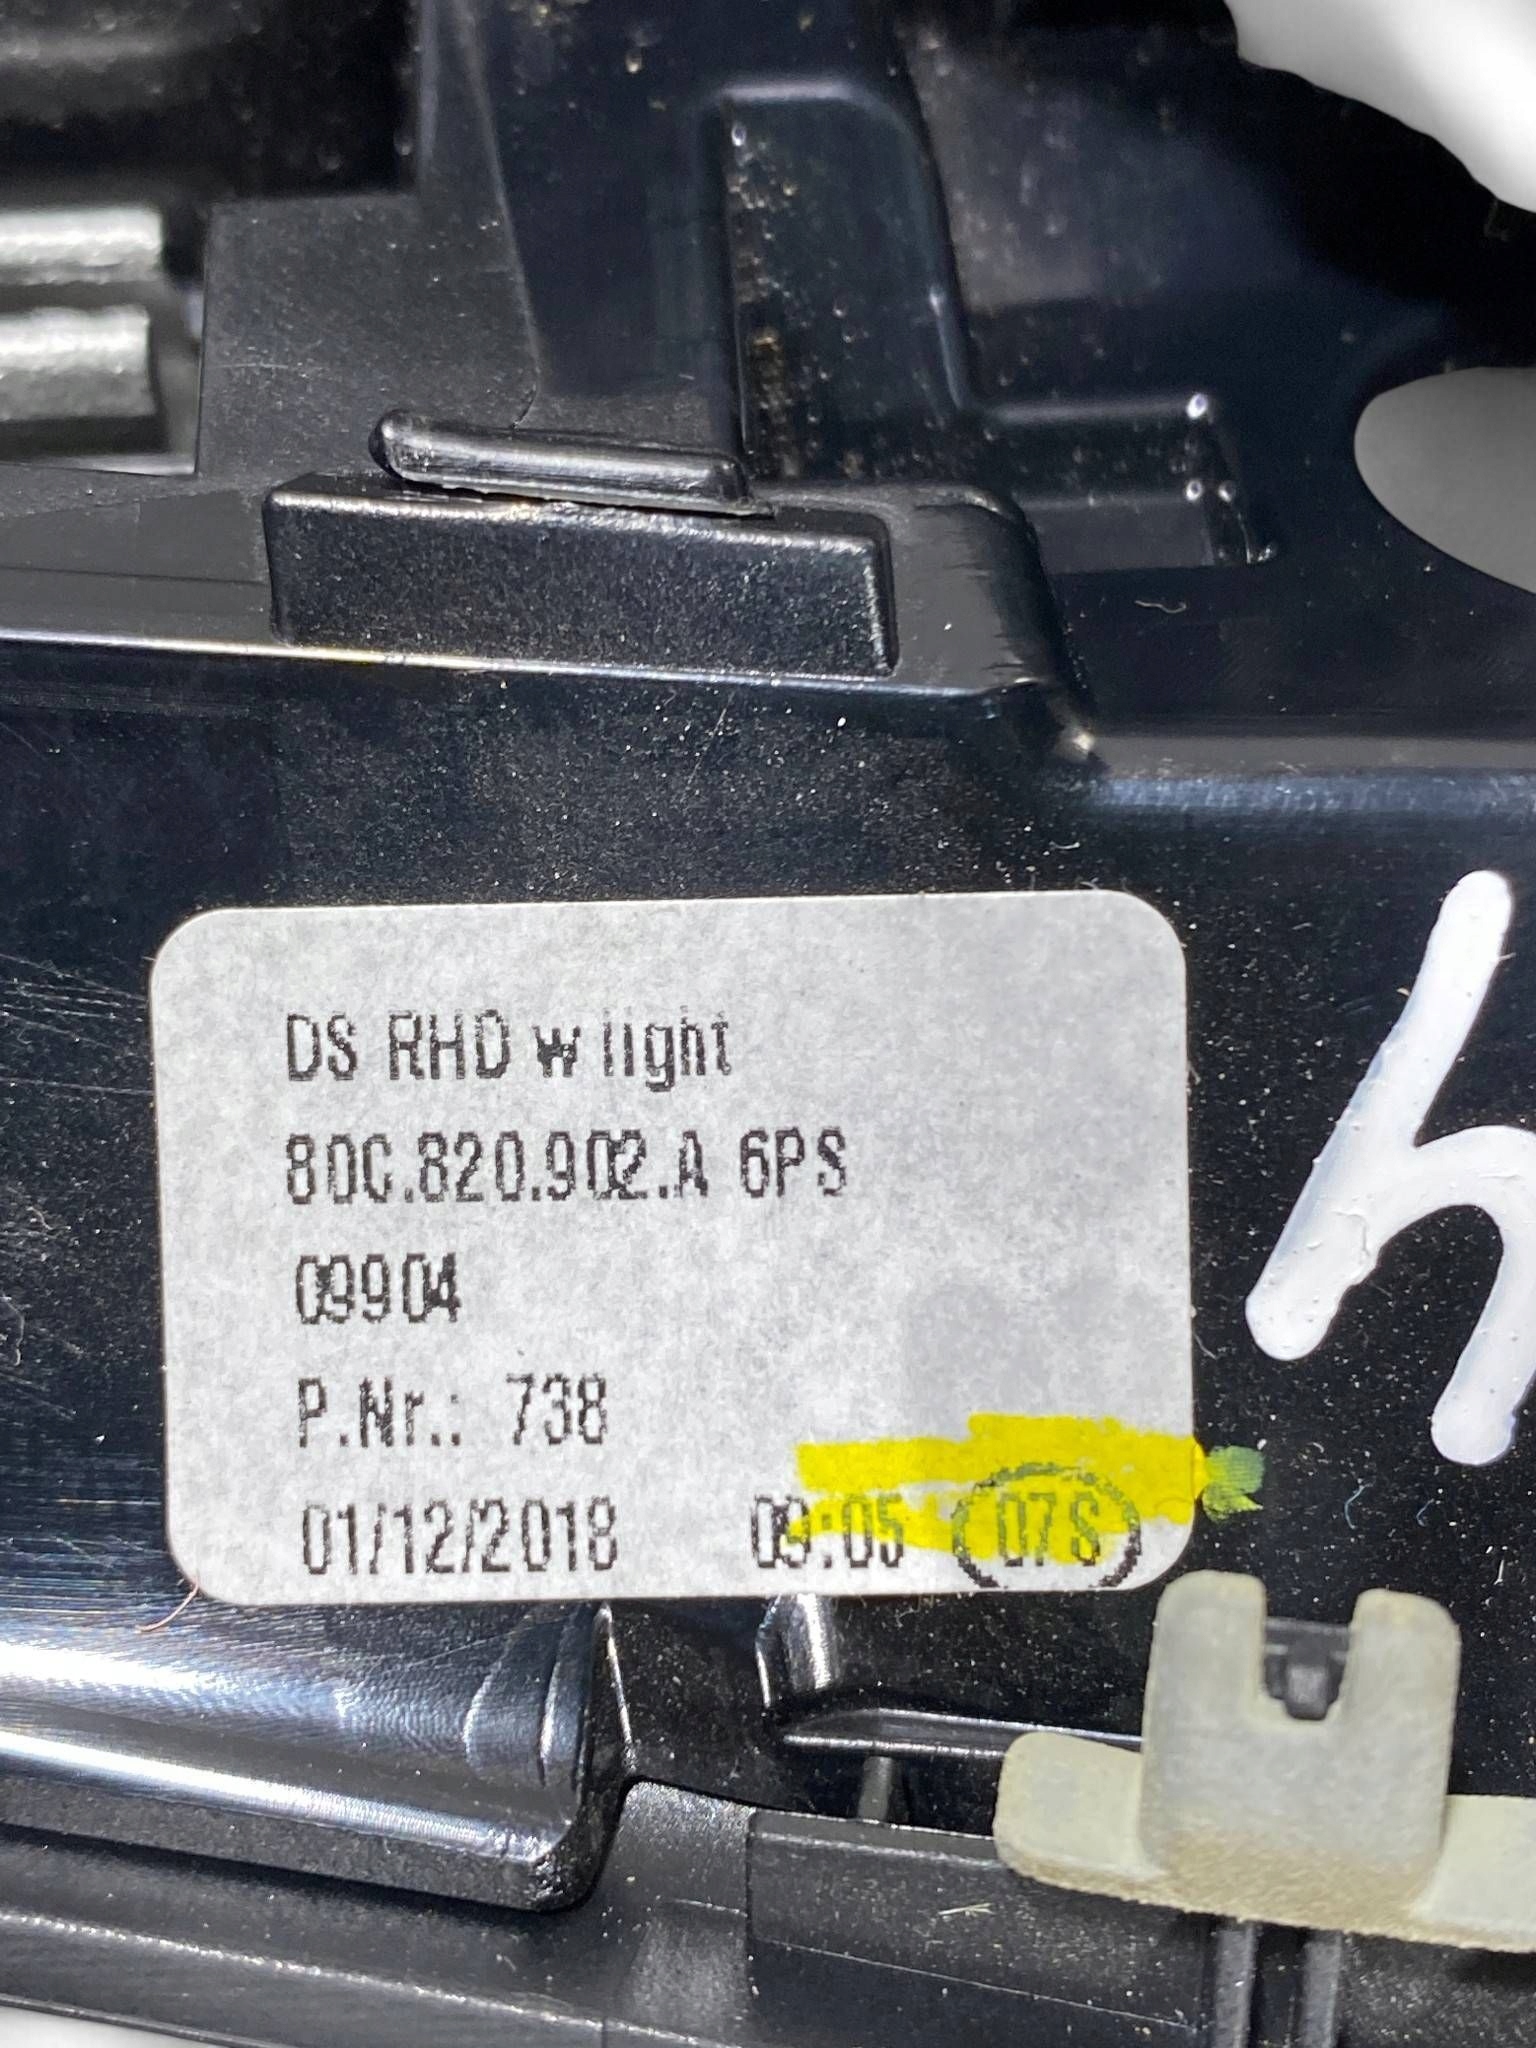 DS RHD w light
80C.820.902.A 6PS
09904
P.Nr.: 738
01/12/2018 09:05 07S